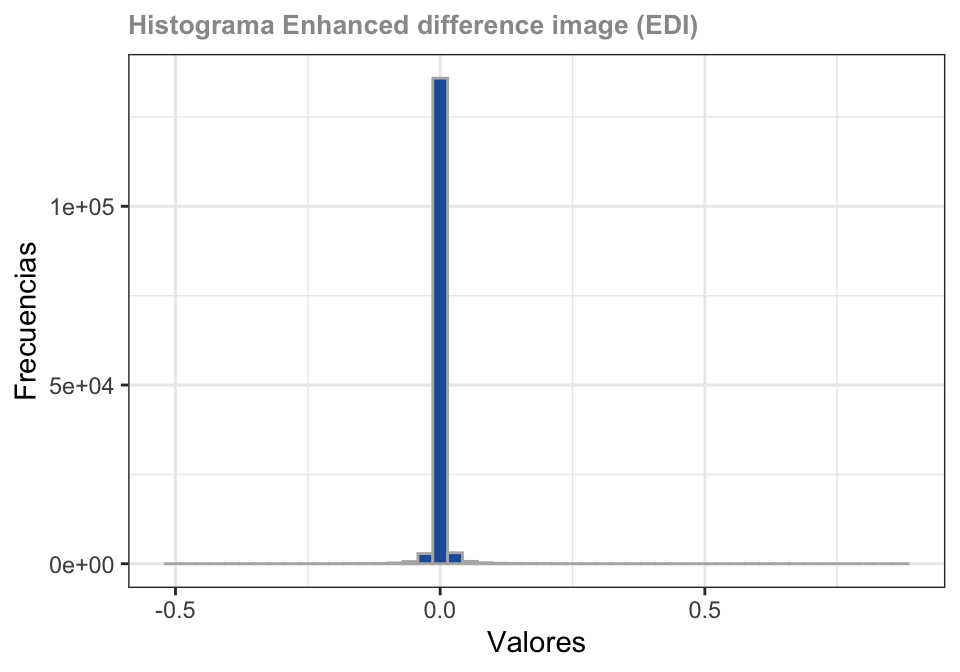 Histograma Enhanced difference image (EDI)
Frecuencias
1e+05
5e+04
0e+00
-0.5
0.0
0.5
Valores